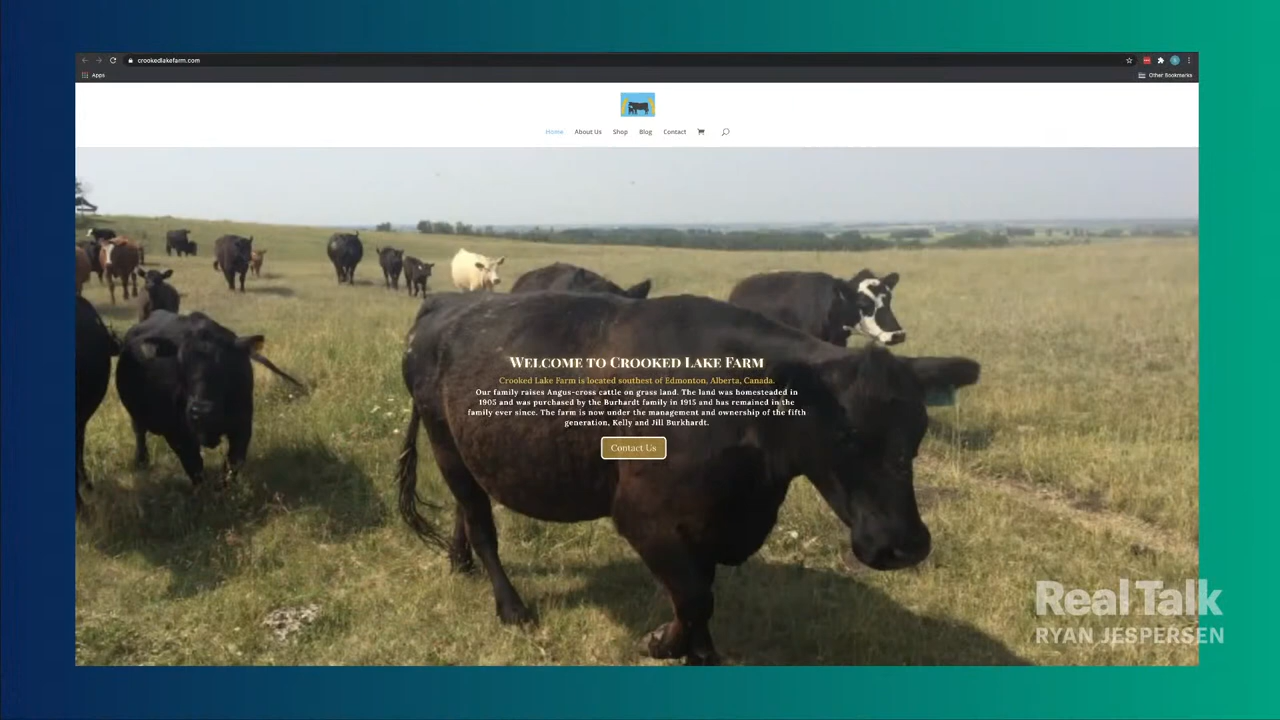 crookedlakefarm.com
Apps
Other Bookmarks
Home About Us Shop Blog Contact
Welcome to Crooked Lake Farm
Crooked Lake Farm is located southest of Edmonton, Alberta, Canada.
Our family raises Angus-cross cattle on grass land. The land was homesteaded in
1905 and was purchased by the Burhardt family in 1915 and has remained in the
family ever since. The farm is now under the management and ownership of the fifth
generation, Kelly and Jill Burkhardt.
Contact Us
Real Talk
RYAN JESPERSEN